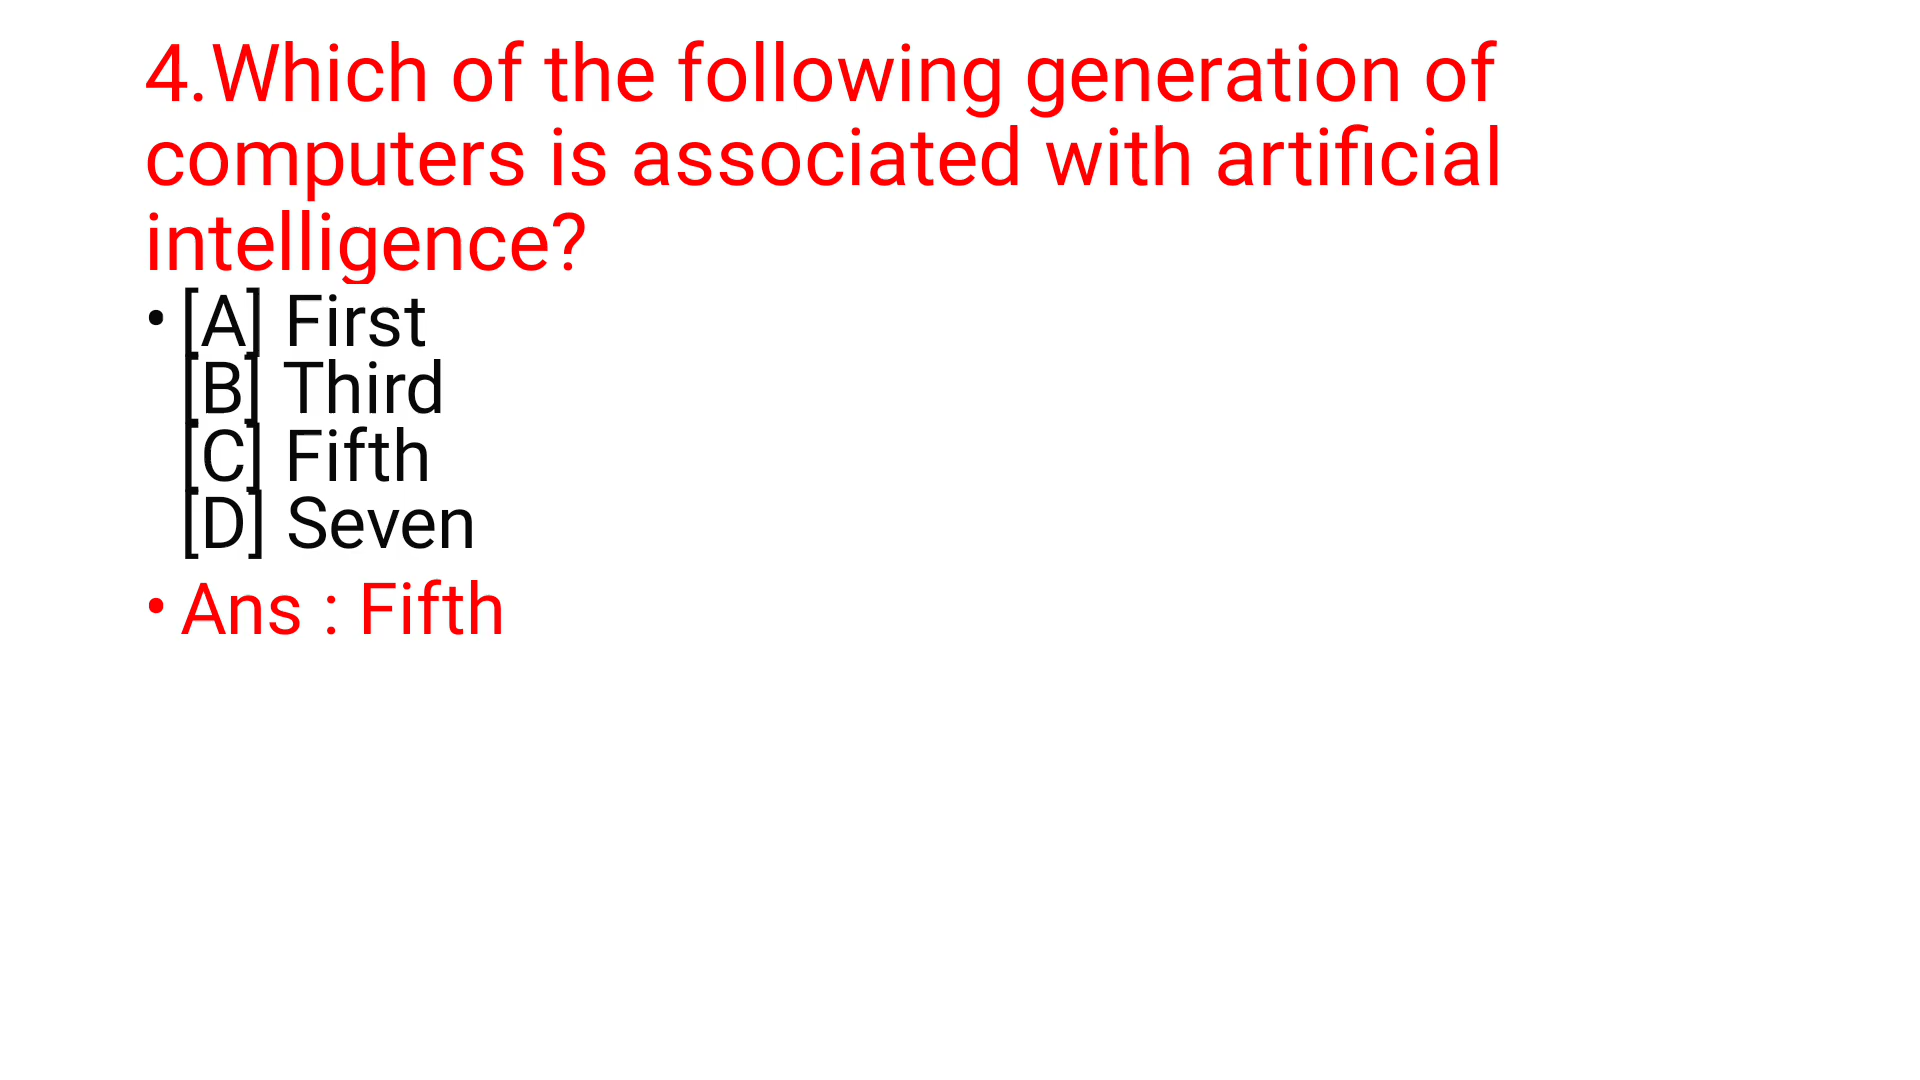 4.Which of the following generation of
computers is associated with artificial
intelligence?
• [A] First
[B] Third
[C] Fifth
[D] Seven
• Ans : Fifth